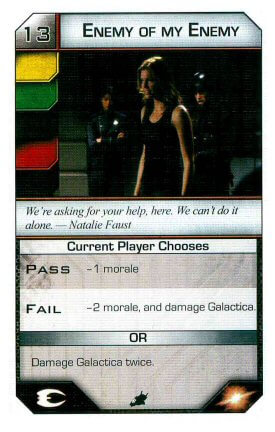 13 ENEMY OF MY ENEMY
We're asking for your help, here. We can't do it
alone. — Natalie Faust
Current Player Chooses
PASS -1 morale
FAIL -2 morale, and damage Galactica.
OR
Damage Galactica twice.